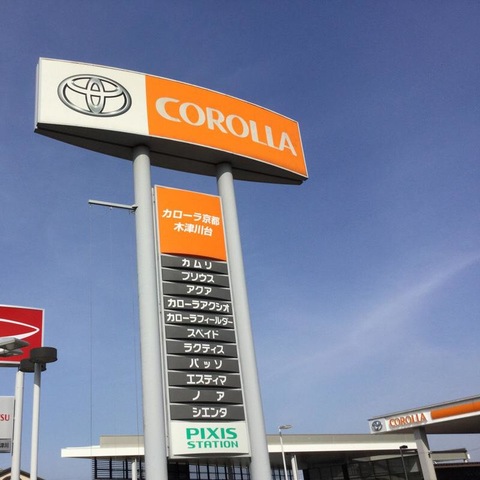 COROLLA
カローラ京都
木津川台
カムリ
プリウス
アクア
カローラアクシオ
カローラフィールダー
スペイド
ラクティス
パッソ
エスティマ
ノア
シエンタ
PIXIS
STATION
COROLLA